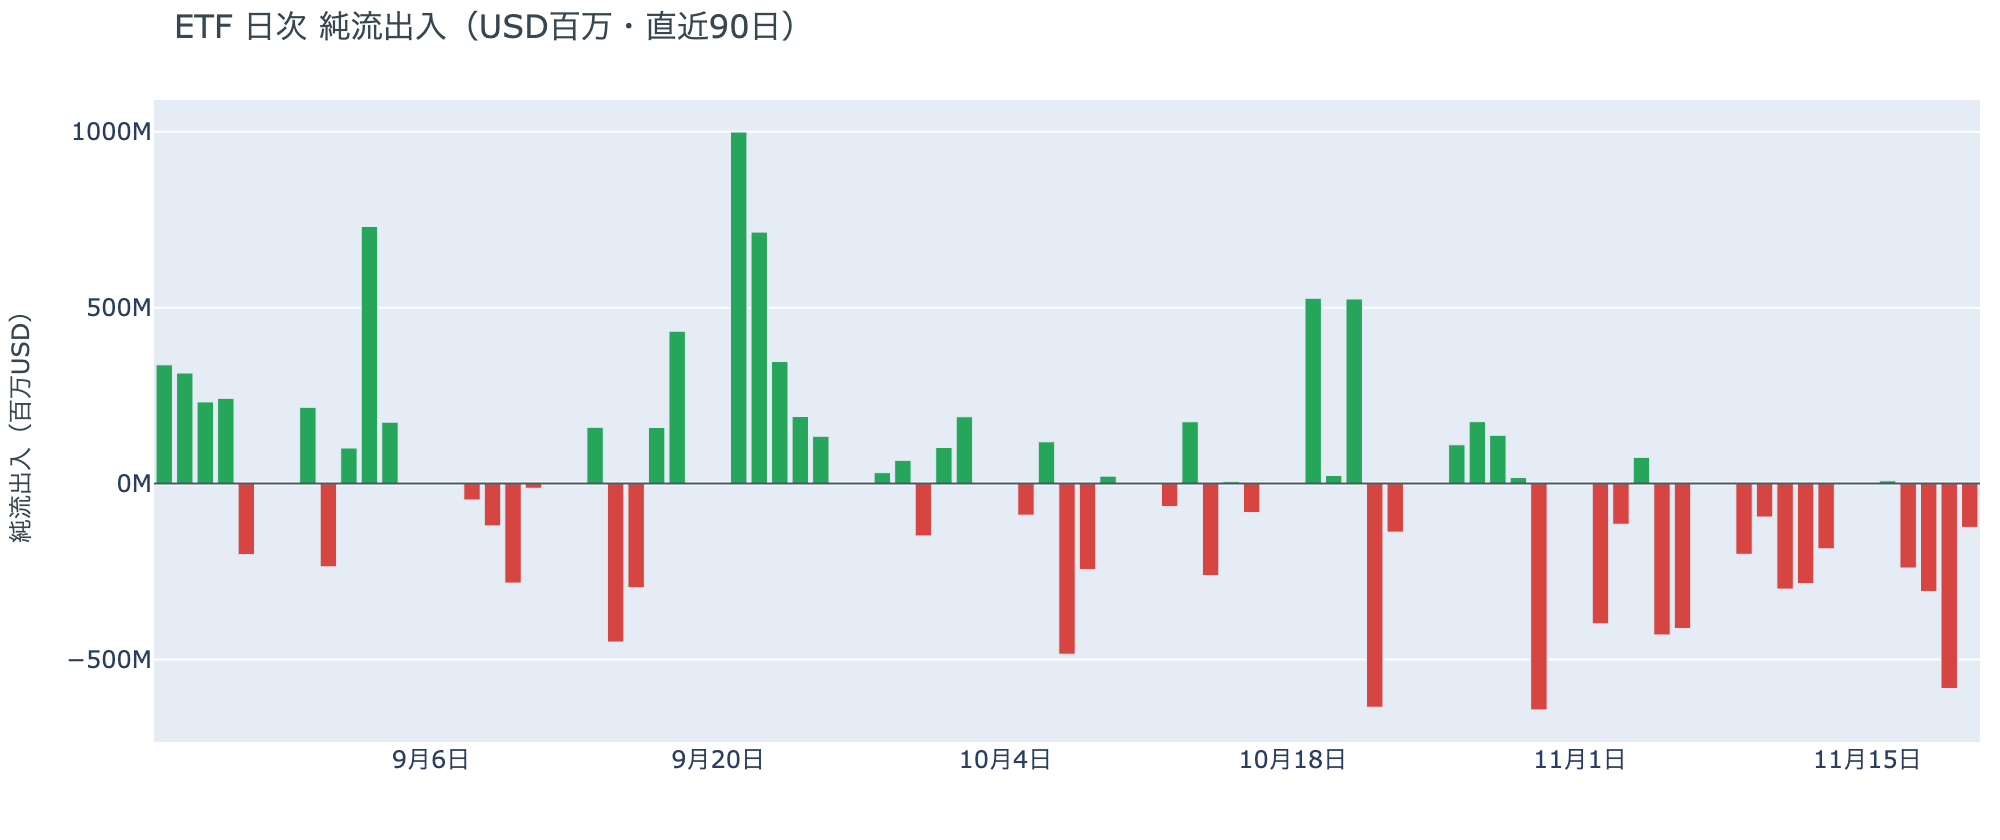 ETF 日次 純流出入（USD百万・直近90日）
純流出入（百万USD）
1000M
500M
0M
−500M
9月6日 9月20日 10月4日 10月18日 11月1日 11月15日